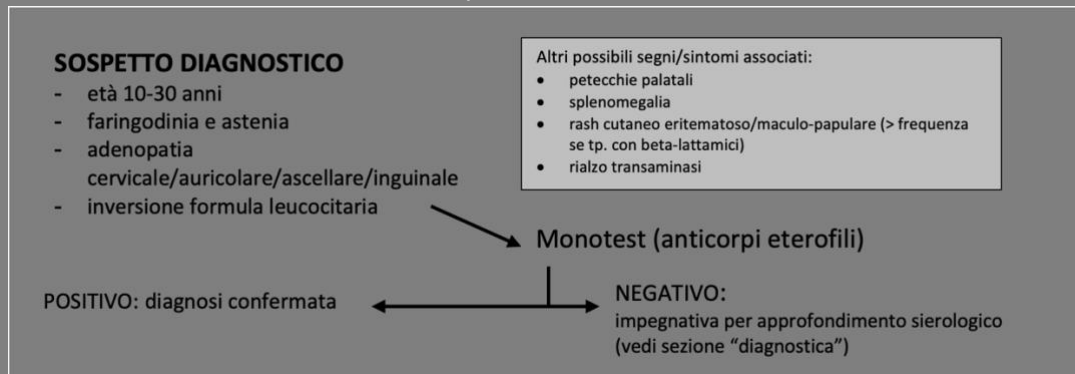 SOSPETTO DIAGNOSTICO
- età 10-30 anni
- faringodinia e astenia
- adenopatia
cervicale/auricolare/ascellare/inguinale
- inversione formula leucocitaria
Altri possibili segni/sintomi associati:
• petecchie palatali
• splenomegalia
• rash cutaneo eritematoso/maculo-papulare (> frequenza
se tp. con beta-lattamici)
• rialzo transaminasi
Monotest (anticorpi eterofili)
POSITIVO: diagnosi confermata
NEGATIVO:
impegnativa per approfondimento sierologico
(vedi sezione “diagnostica”)